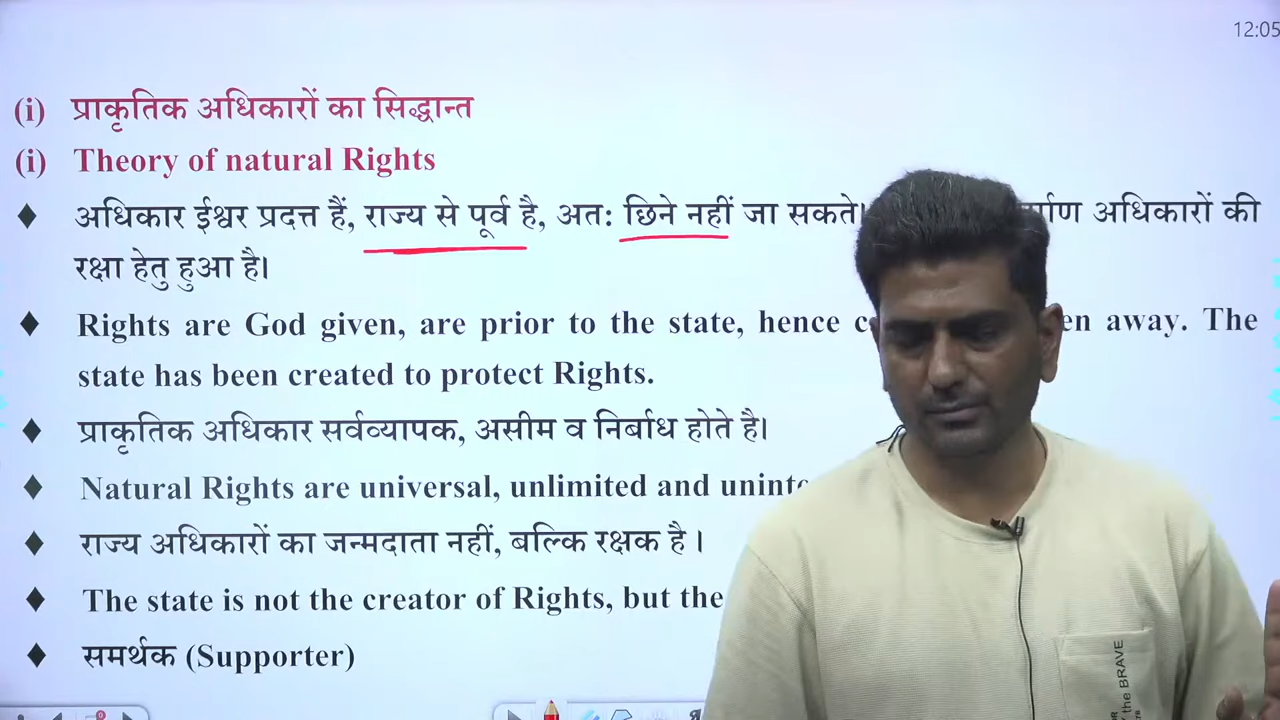 12:05
(i) प्राकृतिक अधिकारों का सिद्धान्त
(i) Theory of natural Rights
♦ अधिकार ईश्वर प्रदत्त हैं, राज्य से पूर्व है, अतः छिने नहीं जा सकते। अधिकारों की
रक्षा हेतु हुआ है।
♦ Rights are God given, are prior to the state, hence away. The
state has been created to protect Rights.
♦ प्राकृतिक अधिकार सर्वव्यापक, असीम व निर्बाध होते है।
♦ Natural Rights are universal, unlimited and
♦ राज्य अधिकारों का जन्मदाता नहीं, बल्कि रक्षक है ।
♦ The state is not the creator of Rights, but the
♦ समर्थक (Supporter)
the BRAVE